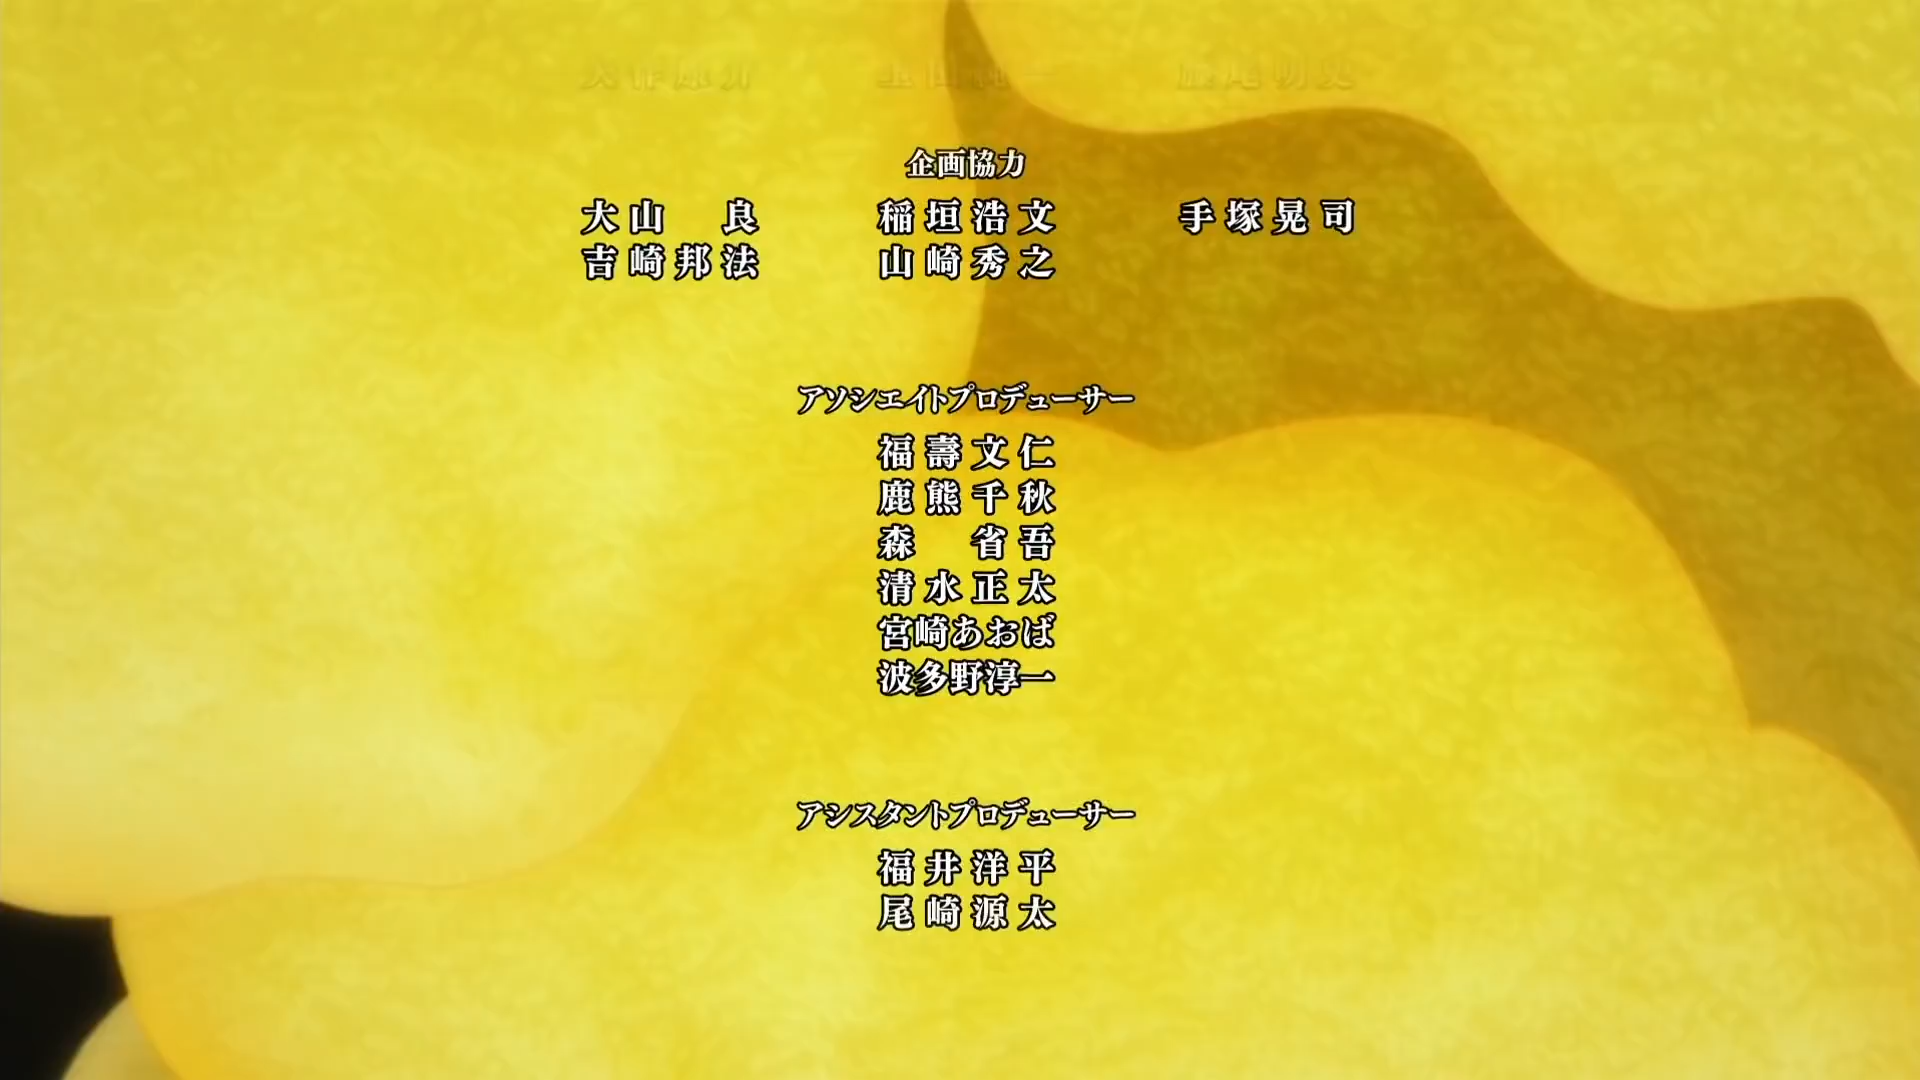 企画協力
大山 良 稲垣浩文 手塚晃司
吉崎邦法 山崎秀之
アソシエイトプロデューサー
福壽文仁
鹿熊千秋
森 省吾
清水正太
宮崎あおば
波多野淳一
アシスタントプロデューサー
福井洋平
尾崎源太